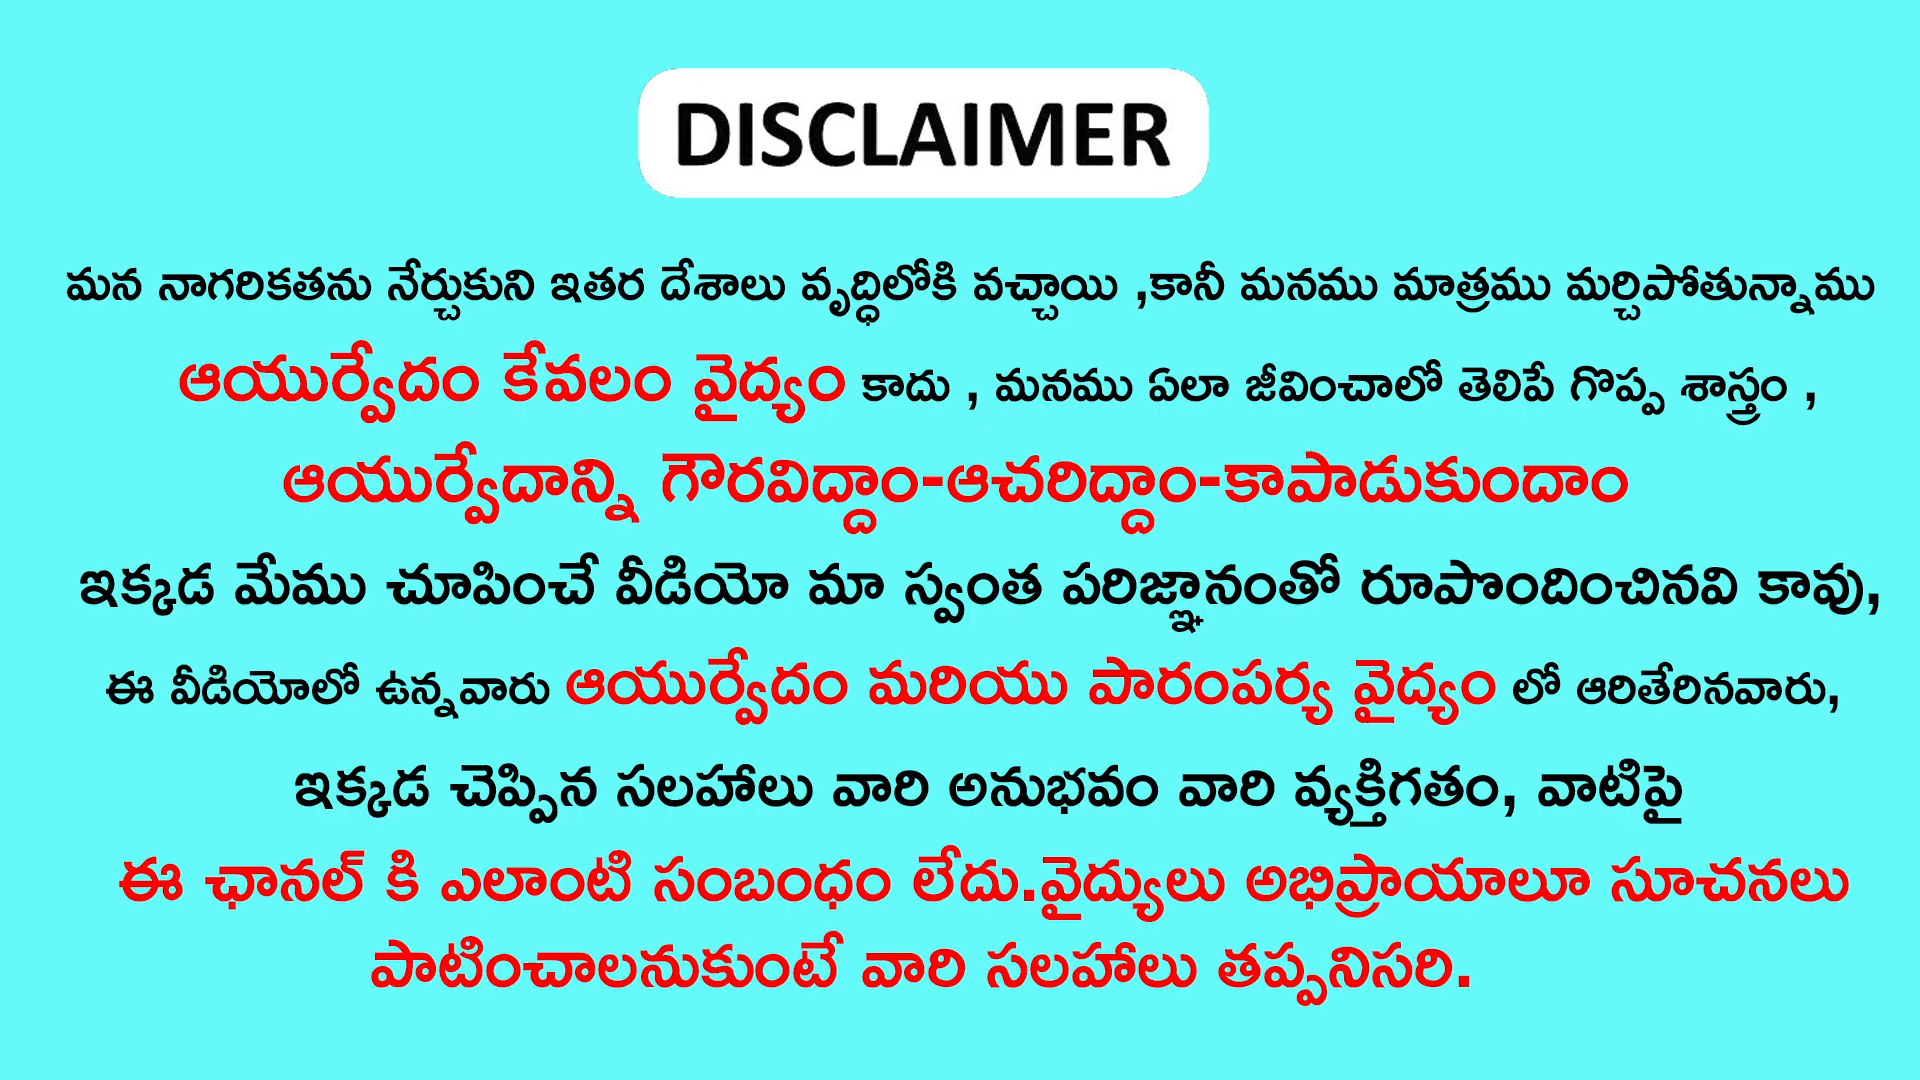 DISCLAIMER
మన నాగరికతను నేర్చుకుని ఇతర దేశాలు వృద్ధిలోకి వచ్చాయి ,కానీ మనము మాత్రము మర్చిపోతున్నాము
ఆయుర్వేదం కేవలం వైద్యం కాదు , మనము ఏలా జీవించాలో తెలిపే గొప్ప శాస్త్రం ,
ఆయుర్వేదాన్ని గౌరవిద్దాం-ఆచరిద్దాం-కాపాడుకుందాం
ఇక్కడ మేము చూపించే వీడియో మా స్వంత పరిజ్ఞానంతో రూపొందించినవి కావు,
ఈ వీడియోలో ఉన్నవారు ఆయుర్వేదం మరియు పారంపర్య వైద్యం లో ఆరితేరినవారు,
ఇక్కడ చెప్పిన సలహాలు వారి అనుభవం వారి వ్యక్తిగతం, వాటిపై
ఈ ఛానల్ కి ఎలాంటి సంబంధం లేదు.వైద్యులు అభిప్రాయాలూ సూచనలు
పాటించాలనుకుంటే వారి సలహాలు తప్పనిసరి.